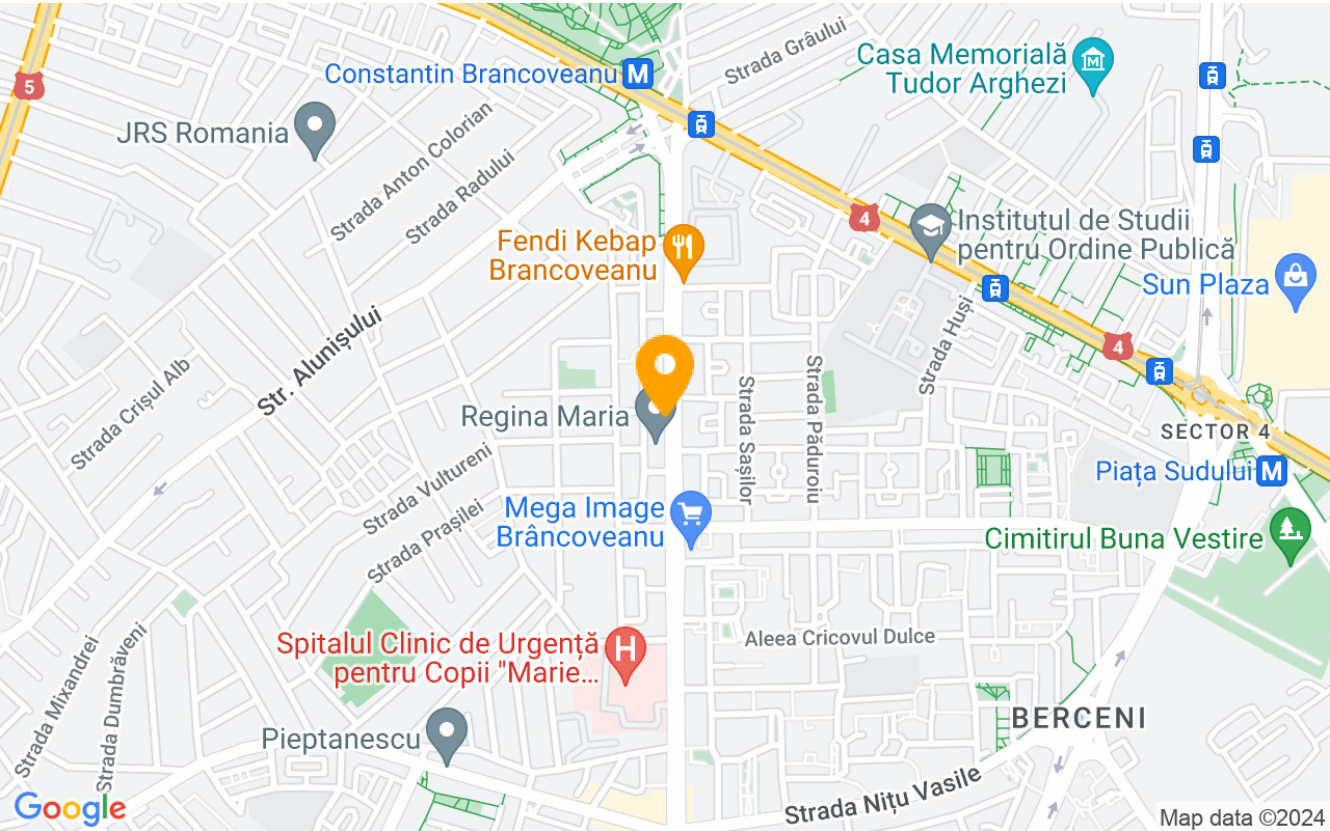 Strada Grâului
Casa Memorială
Tudor Arghezi
Constantin Brancoveanu
M
5
JRS Romania
Strada Anton Colorian
Strada Radului
4
Institutul de Studii
pentru Ordine Publică
Fendi Kebap
Brancoveanu
Sun Plaza
Str. Alunișului
Strada Huși
4
Strada Crișul Alb
Strada Sașilor
Strada Păduroiu
Regina Maria
SECTOR 4
Piața Sudului
M
Strada Vultureni
Strada Prașilei
Mega Image
Brâncoveanu
Cimitirul Buna Vestire
Spitalul Clinic de Urgență
pentru Copii "Marie...
H
Aleea Cricovul Dulce
Strada Mixandrei
Strada Dumbrăveni
BERCENI
Pieptanescu
Strada Nițu Vasile
Google
Map data ©2024